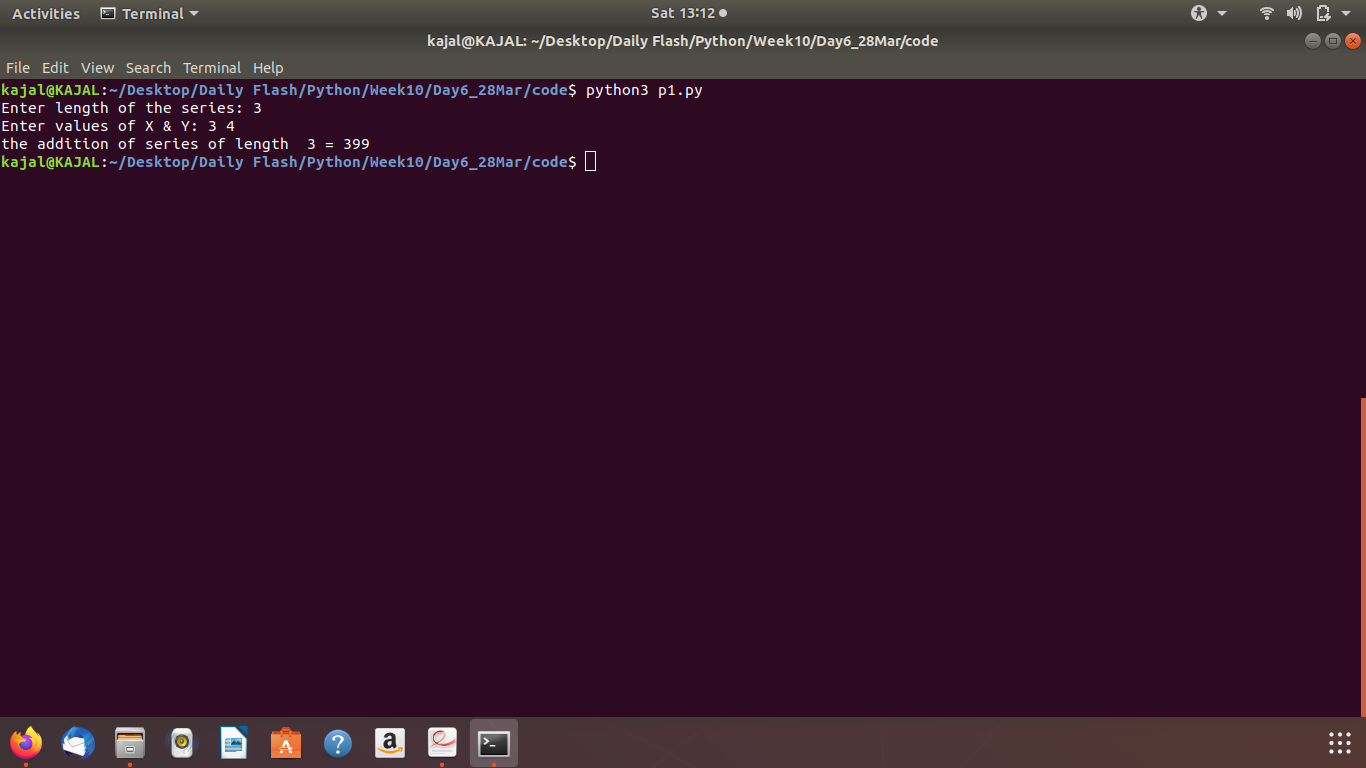 Activities Terminal Sat 13:12
kajal@KAJAL: ~/Desktop/Daily Flash/Python/Week10/Day6_28Mar/code
File Edit View Search Terminal Help
kajal@KAJAL:~/Desktop/Daily Flash/Python/Week10/Day6_28Mar/code$ python3 p1.py
Enter length of the series: 3
Enter values of X & Y: 3 4
the addition of series of length  3 = 399
kajal@KAJAL:~/Desktop/Daily Flash/Python/Week10/Day6_28Mar/code$